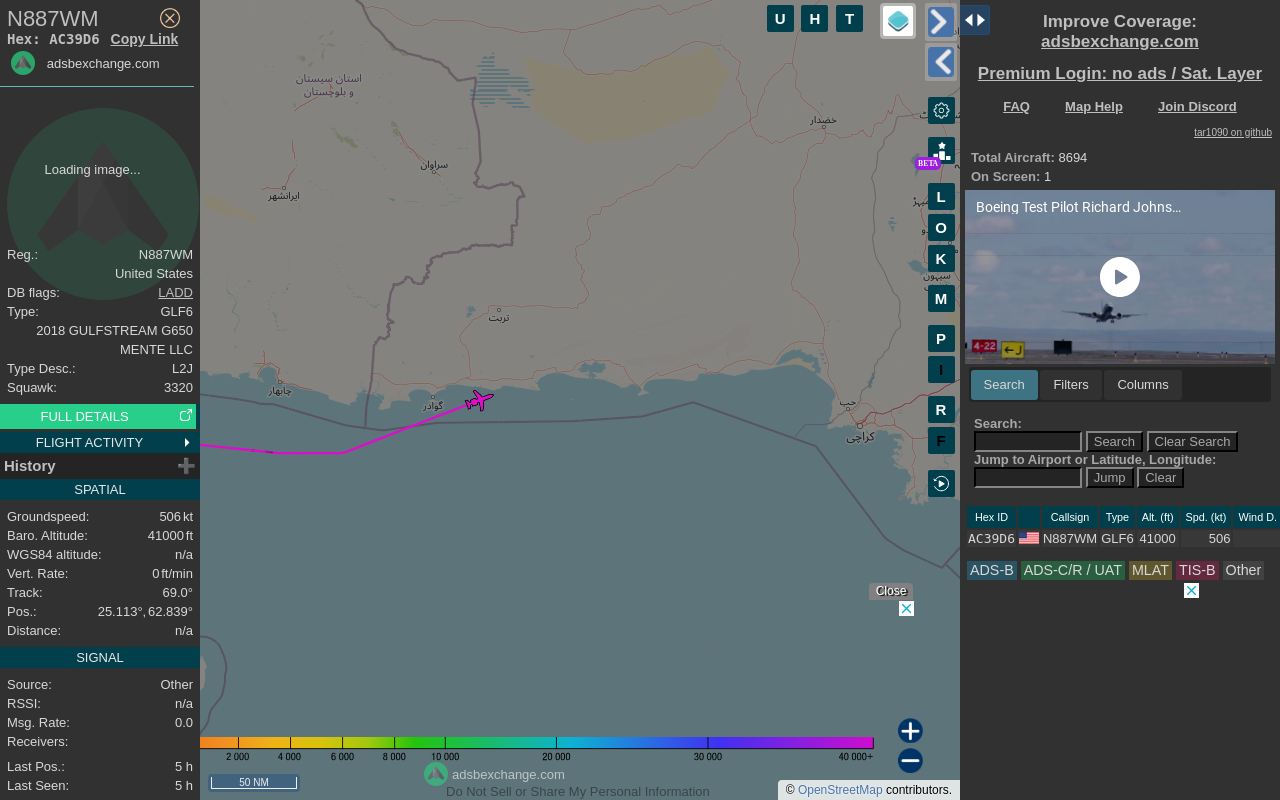 N887WM
Hex: AC39D6 Copy Link
adsbexchange.com
Loading image...
Reg.: N887WM
United States
DB flags: LADD
Type: GLF6
2018 GULFSTREAM G650
MENTE LLC
Type Desc.: L2J
Squawk: 3320
FULL DETAILS
FLIGHT ACTIVITY
History
SPATIAL
Groundspeed: 506 kt
Baro. Altitude: 41000 ft
WGS84 altitude: n/a
Vert. Rate: 0 ft/min
Track: 69.0°
Pos.: 25.113°, 62.839°
Distance: n/a
SIGNAL
Source: Other
RSSI: n/a
Msg. Rate: 0.0
Receivers:
Last Pos.: 5 h
Last Seen: 5 h
U H T
استان سیستان
و بلوچستان
خضدار
سراوان
ایرانشهر
تربت
چابهار
گوادر
حب
کراچی
سیہون
BETA
L
O
K
M
P
I
R
F
Close
2 000 4 000 6 000 8 000 10 000 20 000 30 000 40 000+
50 NM
adsbexchange.com
Do Not Sell or Share My Personal Information
© OpenStreetMap contributors.
Improve Coverage:
adsbexchange.com
Premium Login: no ads / Sat. Layer
FAQ Map Help Join Discord
tar1090 on github
Total Aircraft: 8694
On Screen: 1
Boeing Test Pilot Richard Johns...
4-22 J
Search Filters Columns
Search:
Search Clear Search
Jump to Airport or Latitude, Longitude:
Jump Clear
Hex ID Callsign Type Alt. (ft) Spd. (kt) Wind D.
AC39D6 N887WM GLF6 41000 506
ADS-B ADS-C/R / UAT MLAT TIS-B Other